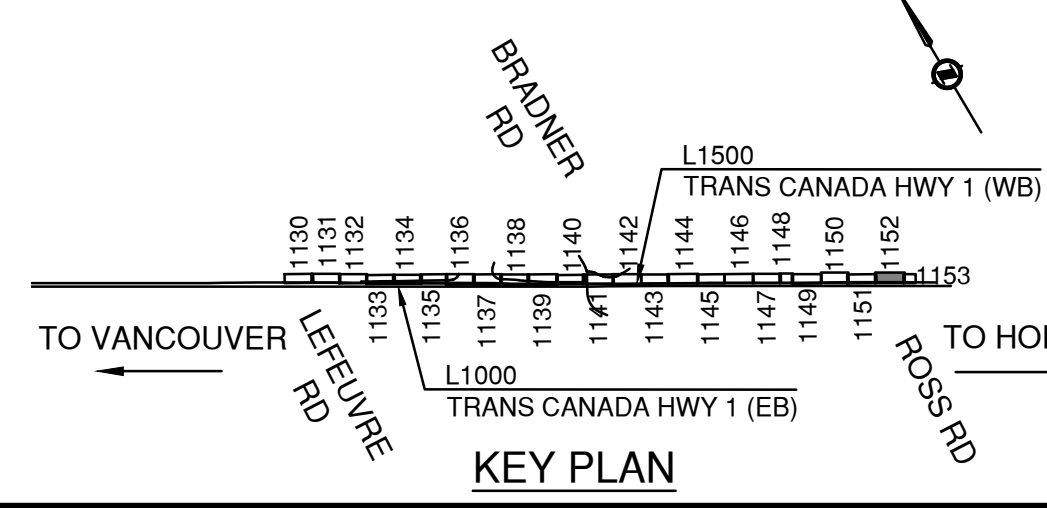 BRADNER
RD
L1500
TRANS CANADA HWY 1 (WB)
1130
1131
1132
1134
1136
1138
1140
1142
1144
1146
1148
1150
1152
1153
1133
1135
1137
1139
1141
1143
1145
1147
1149
1151
TO VANCOUVER
LEFEUVRE
RD
L1000
TRANS CANADA HWY 1 (EB)
ROSS RD
TO HO
KEY PLAN